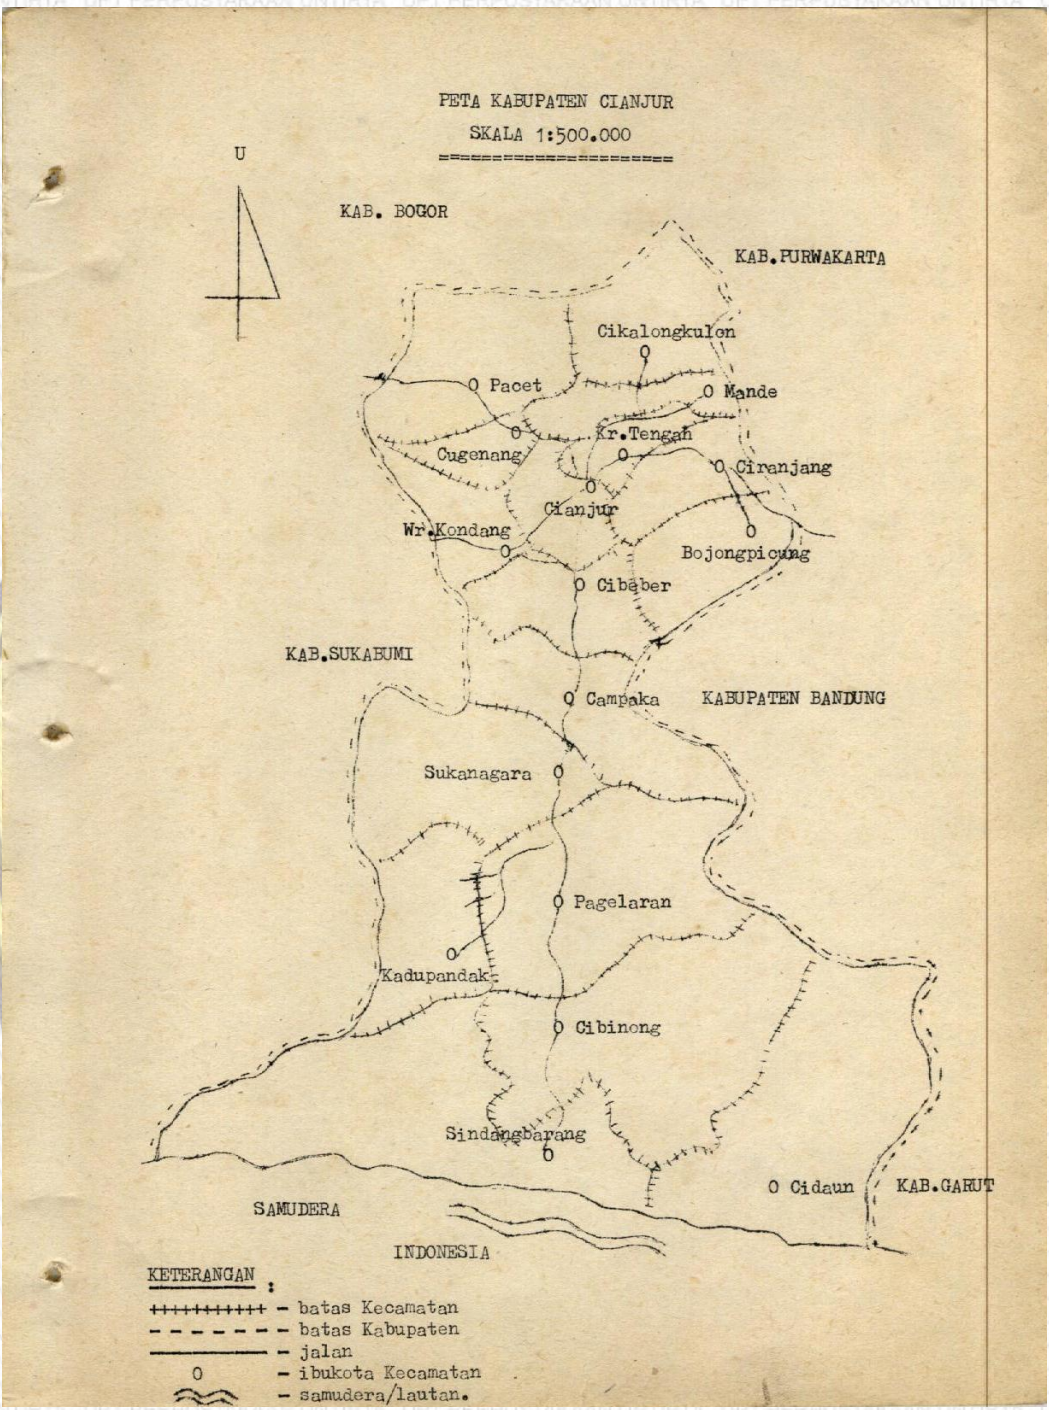 PETA KABUPATEN CIANJUR
SKALA 1:500.000
======================
U
KAB. BOGOR
KAB.PURWAKARTA
Cikalongkulon
O Pacet
O Mande
Kr.Tengah
Cugenang
O Ciranjang
Cianjur
Wr.Kondang
Bojongpicung
O Cibeber
KAB.SUKABUMI
O Campaka
KABUPATEN BANDUNG
Sukanagara O
O Pagelaran
Kadupandak
O Cibinong
Sindangbarang
O Cidaun
KAB.GARUT
SAMUDERA
INDONESIA
KETERANGAN :
+++++++++++ - batas Kecamatan
- - - - - - - - batas Kabupaten
- jalan
O - ibukota Kecamatan
- samudera/lautan.